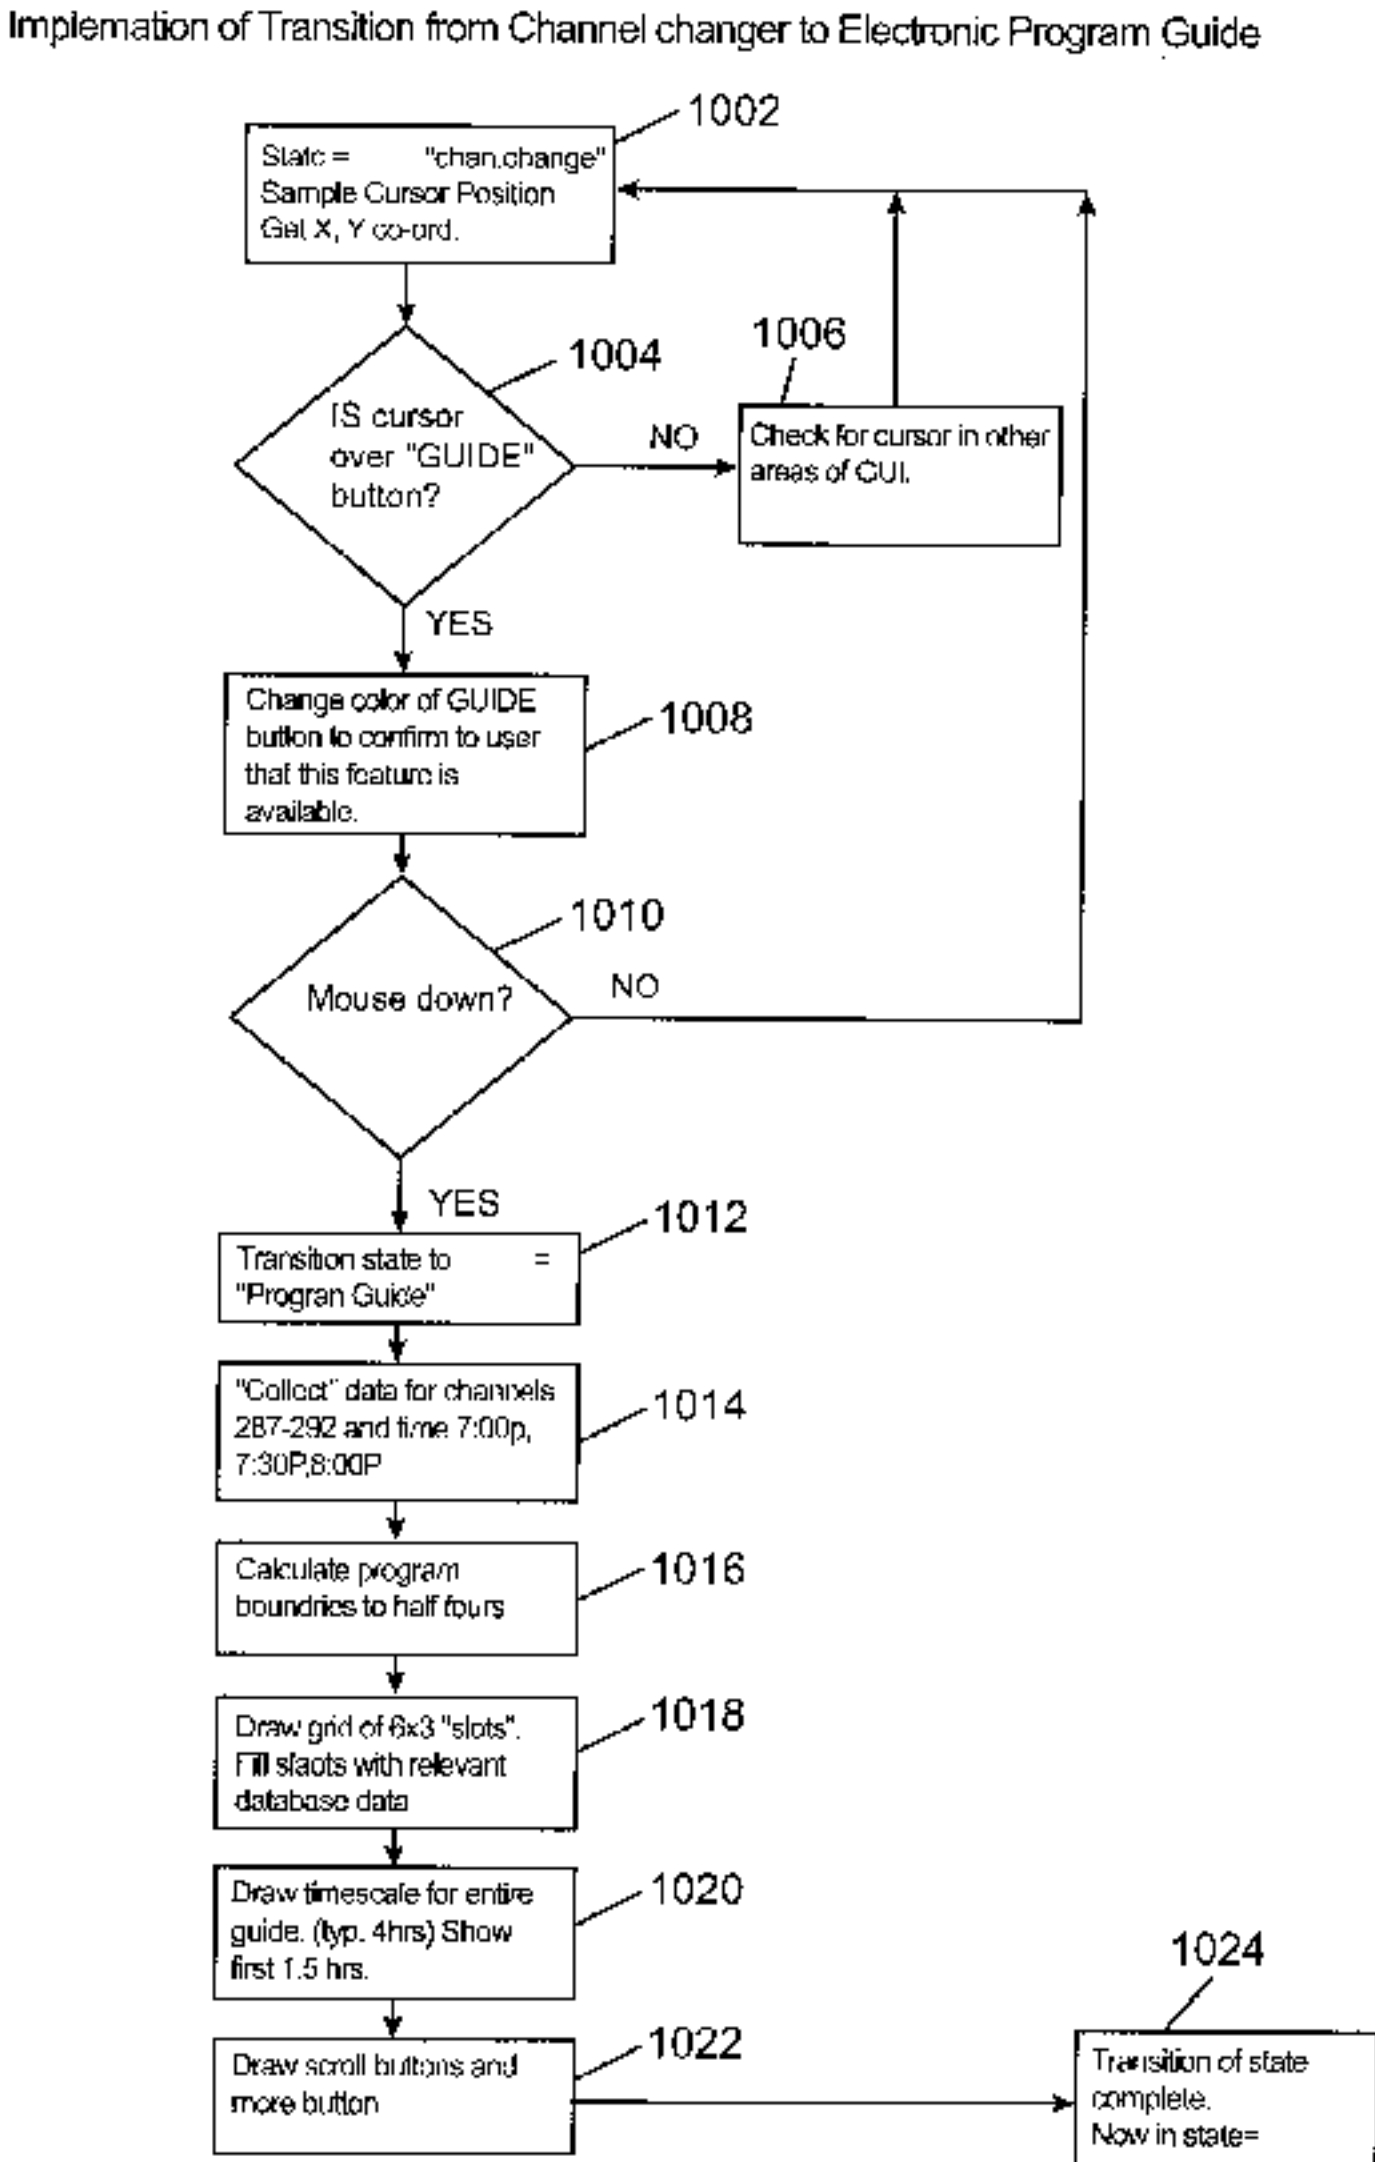 Implemation of Transition from Channel changer to Electronic Program Guide
1002
State = "chan.change"
Sample Cursor Position
Get X, Y co-ord.
1004
IS cursor
over "GUIDE"
button?
NO
1006
Check for cursor in other
areas of GUI.
YES
Change color of GUIDE
button to confirm to user
that this feature is
available.
1008
1010
Mouse down?
NO
YES
1012
Transition state to =
"Progran Guide"
"Collect" data for channels
287-292 and time 7:00p,
7:30P,8:00P
1014
Calculate program
boundries to half fours
1016
Draw grid of 6x3 "slots".
Fill slaots with relevant
database data
1018
Draw timescale for entire
guide. (typ. 4hrs) Show
first 1.5 hrs.
1020
Draw scroll buttons and
more button
1022
1024
Transition of state
complete.
Now in state=